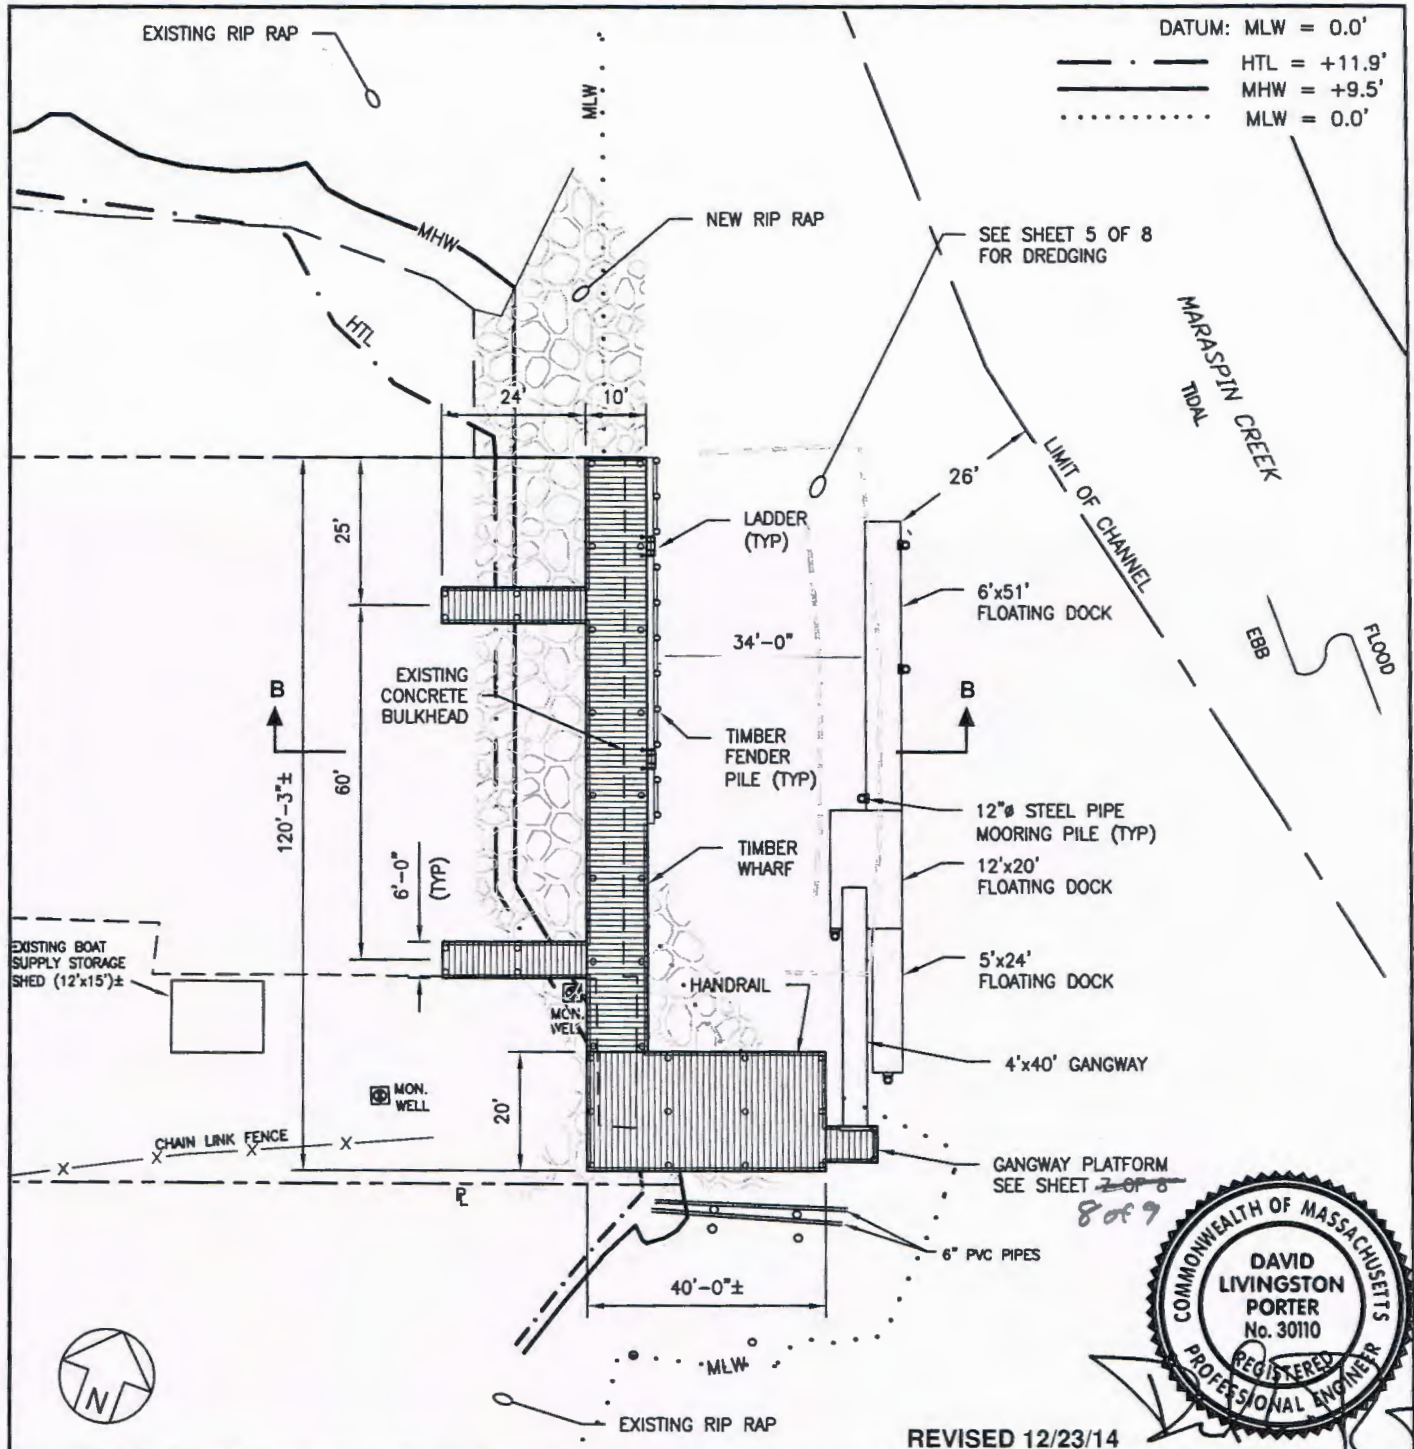 EXISTING RIP RAP
MLW
DATUM: MLW = 0.0'
HTL = +11.9'
MHW = +9.5'
MLW = 0.0'
NEW RIP RAP
SEE SHEET 5 OF 8
FOR DREDGING
MHW
HTL
MARASPIN CREEK
TIDAL
24'
10'
26'
LIMIT OF CHANNEL
25'
LADDER
(TYP)
6'x51'
FLOATING DOCK
34'-0"
EBB
FLOOD
EXISTING
CONCRETE
BULKHEAD
B
B
TIMBER
FENDER
PILE (TYP)
120'-3"±
60'
12"ø STEEL PIPE
MOORING PILE (TYP)
TIMBER
WHARF
12'x20'
FLOATING DOCK
6'-0"
(TYP)
EXISTING BOAT
SUPPLY STORAGE
SHED (12'x15')±
5'x24'
FLOATING DOCK
HANDRAIL
MON.
WELL
4'x40' GANGWAY
MON.
WELL
20'
CHAIN LINK FENCE
X X X X
GANGWAY PLATFORM
SEE SHEET 7 OF 8
8 of 9
PL
6" PVC PIPES
40'-0"±
COMMONWEALTH OF MASSACHUSETTS
DAVID
LIVINGSTON
PORTER
No. 30110
REGISTERED
PROFESSIONAL ENGINEER
N
MLW
EXISTING RIP RAP
REVISED 12/23/14